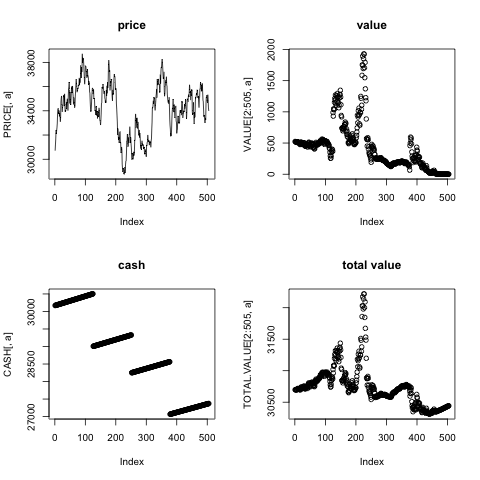 price
PRICE[, a]
30000 34000 38000
0 100 200 300 400 500
Index
value
VALUE[2:505, a]
0 500 1000 1500 2000
0 100 200 300 400 500
Index
cash
CASH[, a]
27000 28500 30000
0 100 200 300 400 500
Index
total value
TOTAL.VALUE[2:505, a]
30500 31500
0 100 200 300 400 500
Index